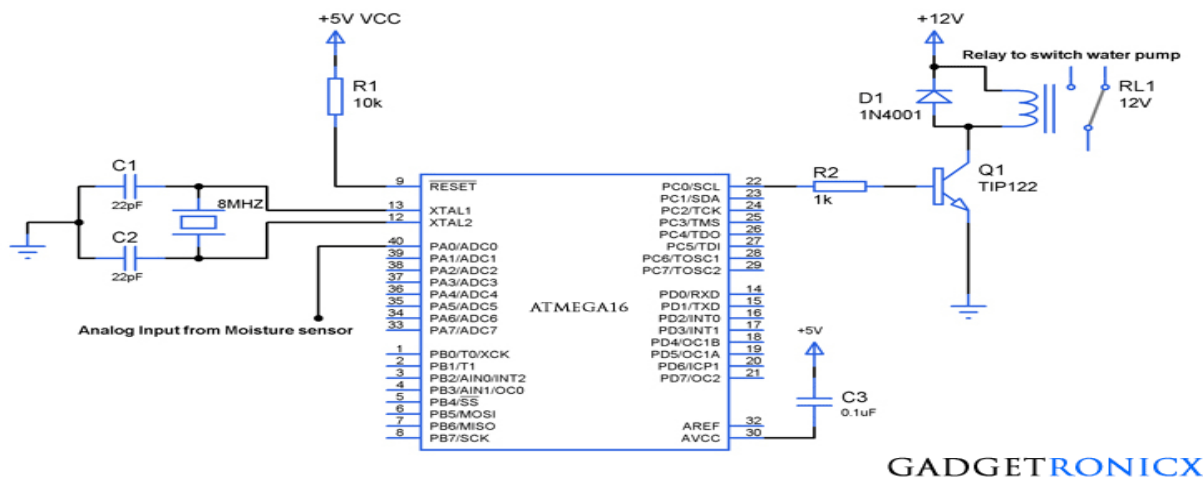 +5V VCC
R1
10k
+12V
Relay to switch water pump
D1
1N4001
RL1
12V
C1
22pF
8MHZ
C2
22pF
R2
1k
Q1
TIP122
9 RESET
13 XTAL1
12 XTAL2
40 PA0/ADC0
39 PA1/ADC1
38 PA2/ADC2
37 PA3/ADC3
36 PA4/ADC4
35 PA5/ADC5
34 PA6/ADC6
33 PA7/ADC7
1 PB0/T0/XCK
2 PB1/T1
3 PB2/AIN0/INT2
4 PB3/AIN1/OC0
5 PB4/SS
6 PB5/MOSI
7 PB6/MISO
8 PB7/SCK
ATMEGA16
PC0/SCL 22
PC1/SDA 23
PC2/TCK 24
PC3/TMS 25
PC4/TDO 26
PC5/TDI 27
PC6/TOSC1 28
PC7/TOSC2 29
PD0/RXD 14
PD1/TXD 15
PD2/INT0 16
PD3/INT1 17
PD4/OC1B 18
PD5/OC1A 19
PD6/ICP1 20
PD7/OC2 21
AREF 32
AVCC 30
Analog Input from Moisture sensor
+5V
C3
0.1uF
GADGETRONICX